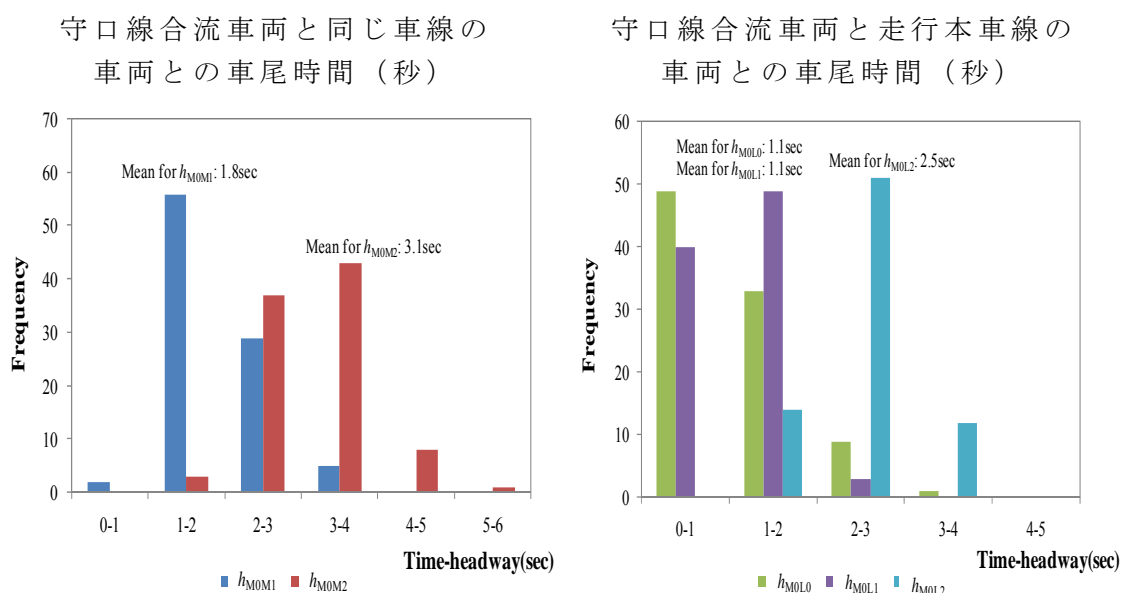 守口線合流車両と同じ車線の
車両との車尾時間（秒）
70
60
50
40
30
20
10
0
Frequency
Mean for hM0M1: 1.8sec
Mean for hM0M2: 3.1sec
0-1
1-2
2-3
3-4
4-5
5-6
Time-headway(sec)
hM0M1
hM0M2
守口線合流車両と走行本車線の
車両との車尾時間（秒）
60
50
40
30
20
10
0
Frequency
Mean for hM0L0: 1.1sec
Mean for hM0L1: 1.1sec
Mean for hM0L2: 2.5sec
0-1
1-2
2-3
3-4
4-5
Time-headway(sec)
hM0L0
hM0L1
hM0L2